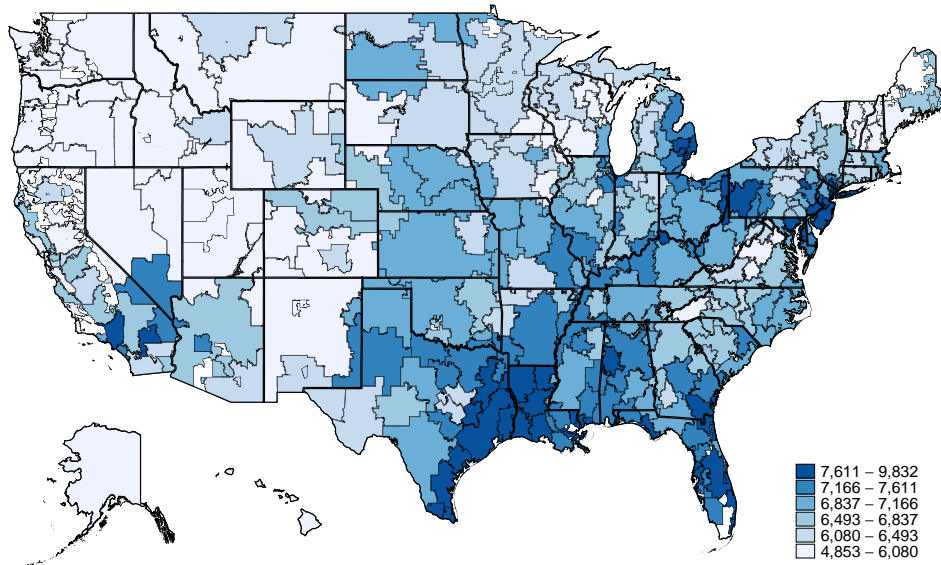 7,611 – 9,832
7,166 – 7,611
6,837 – 7,166
6,493 – 6,837
6,080 – 6,493
4,853 – 6,080